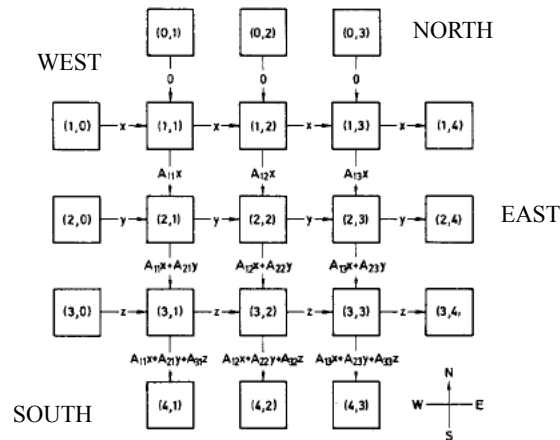 (0,1) (0,2) (0,3) NORTH
WEST
0 0 0
(1,0) x (1,1) x (1,2) x (1,3) x (1,4)
A₁₁x A₁₂x A₁₃x
(2,0) y (2,1) y (2,2) y (2,3) y (2,4) EAST
A₁₁x+A₂₁y A₁₂x+A₂₂y A₁₃x+A₂₃y
(3,0) z (3,1) z (3,2) z (3,3) z (3,4,
A₁₁x+A₂₁y+A₃₁z A₁₂x+A₂₂y+A₃₂z A₁₃x+A₂₃y+A₃₃z
N
(4,1) (4,2) (4,3) W E
SOUTH
S